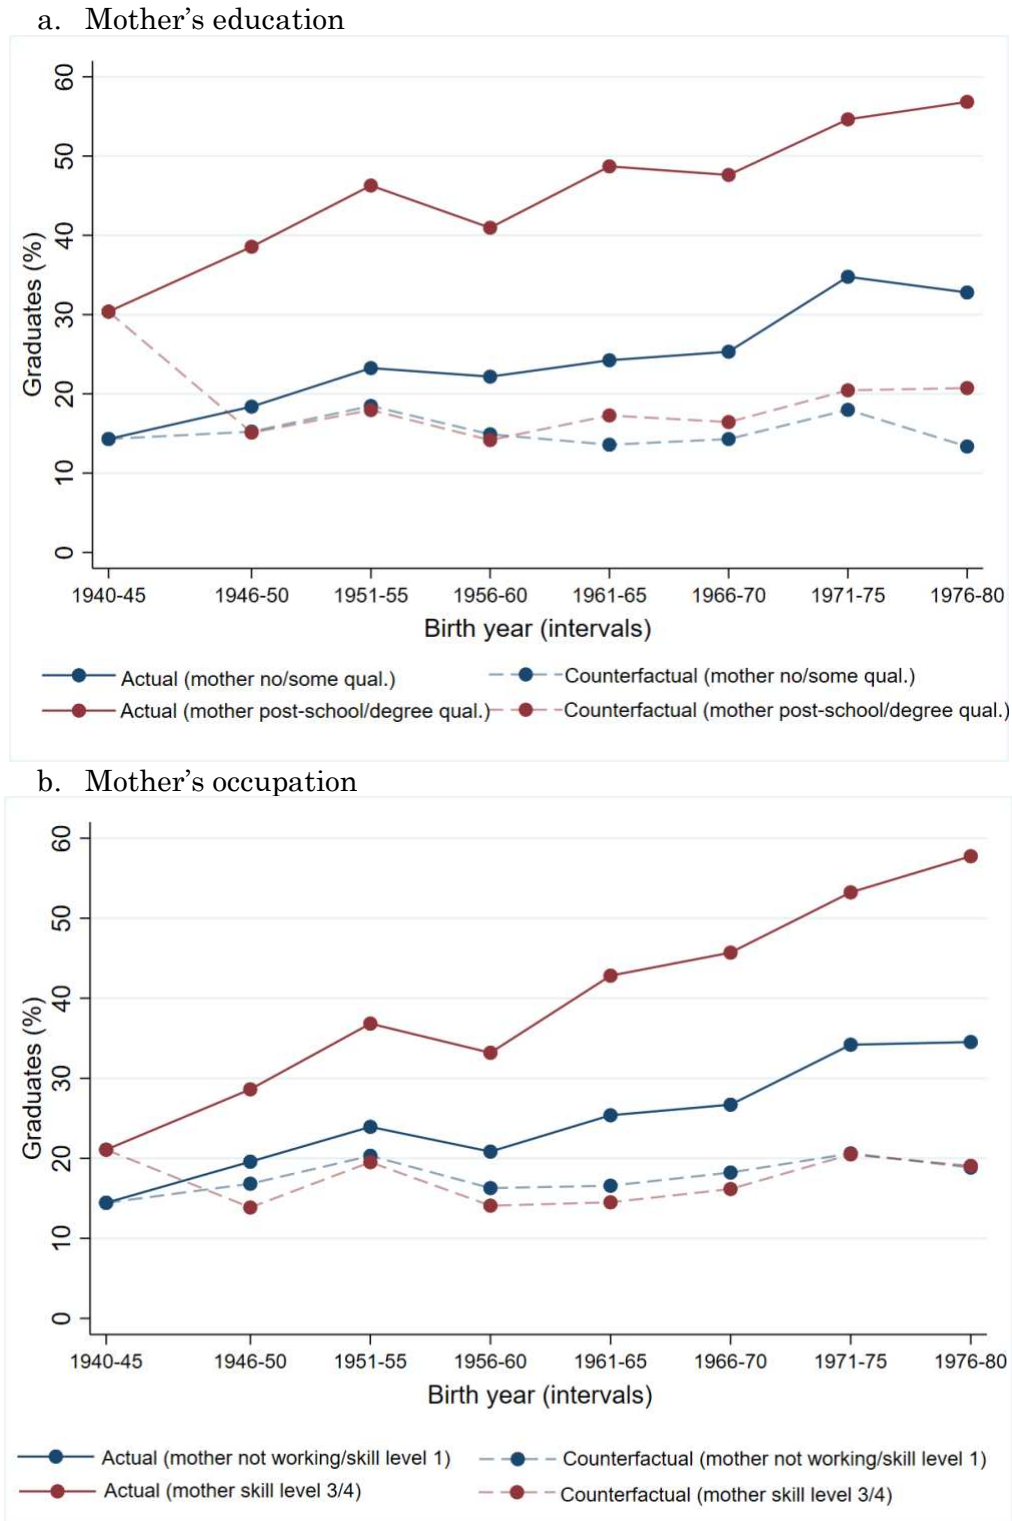 a. Mother’s education
60
50
40
30
20
10
0
Graduates (%)
1940-45 1946-50 1951-55 1956-60 1961-65 1966-70 1971-75 1976-80
Birth year (intervals)
Actual (mother no/some qual.) Counterfactual (mother no/some qual.)
Actual (mother post-school/degree qual.) Counterfactual (mother post-school/degree qual.)
b. Mother’s occupation
60
50
40
30
20
10
0
Graduates (%)
1940-45 1946-50 1951-55 1956-60 1961-65 1966-70 1971-75 1976-80
Birth year (intervals)
Actual (mother not working/skill level 1) Counterfactual (mother not working/skill level 1)
Actual (mother skill level 3/4) Counterfactual (mother skill level 3/4)